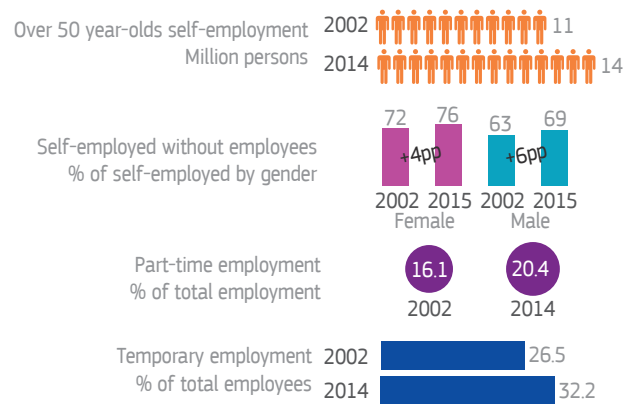 Over 50 year-olds self-employment
Million persons
2002 11
2014 14
Self-employed without employees
% of self-employed by gender
72 76 63 69
+4pp +6pp
2002 2015 2002 2015
Female Male
Part-time employment
% of total employment
16.1 20.4
2002 2014
Temporary employment
% of total employees
2002 26.5
2014 32.2